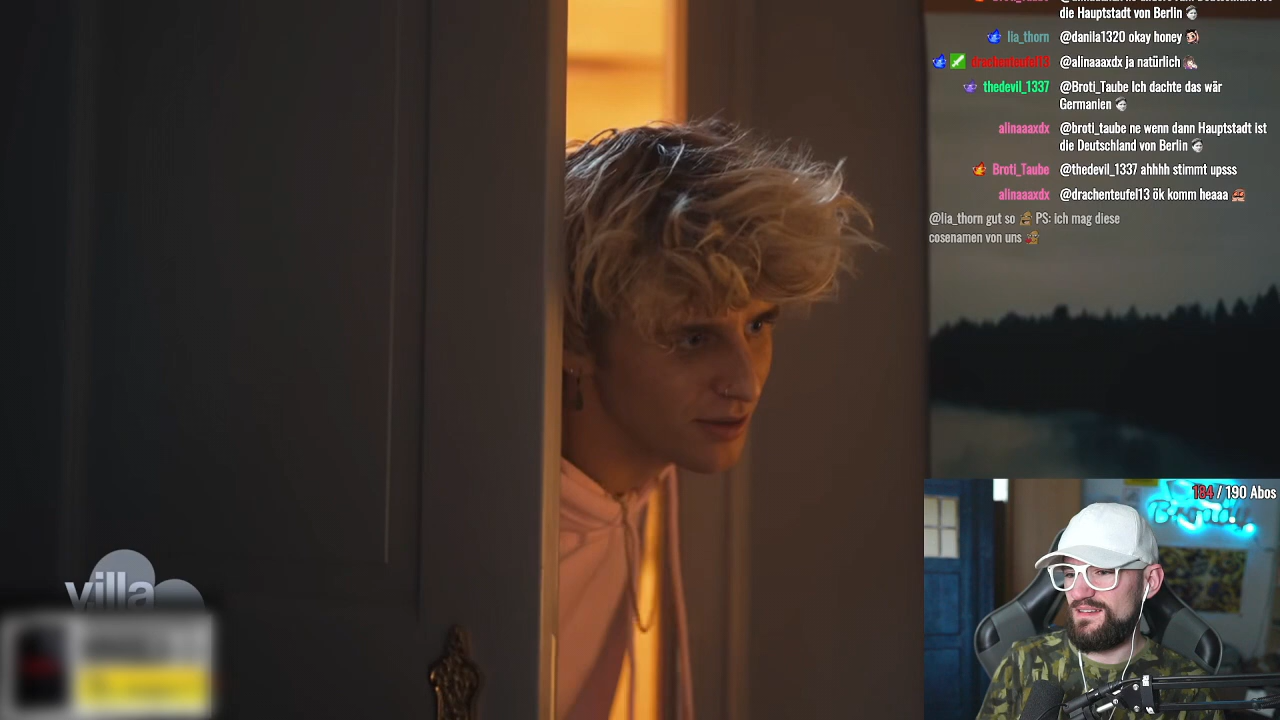 die Hauptstadt von Berlin
lia_thorn @danila1320 okay honey
drachenteufel13 @alinaaaxdx ja natürlich
thedevil_1337 @Broti_Taube Ich dachte das wär
Germanien
alinaaaxdx @broti_taube ne wenn dann Hauptstadt ist
die Deutschland von Berlin
Broti_Taube @thedevil_1337 ahhhh stimmt upsss
alinaaaxdx @drachenteufel13 ök komm heaaa
@lia_thorn gut so PS: ich mag diese
cosenamen von uns
184 / 190 Abos
villa